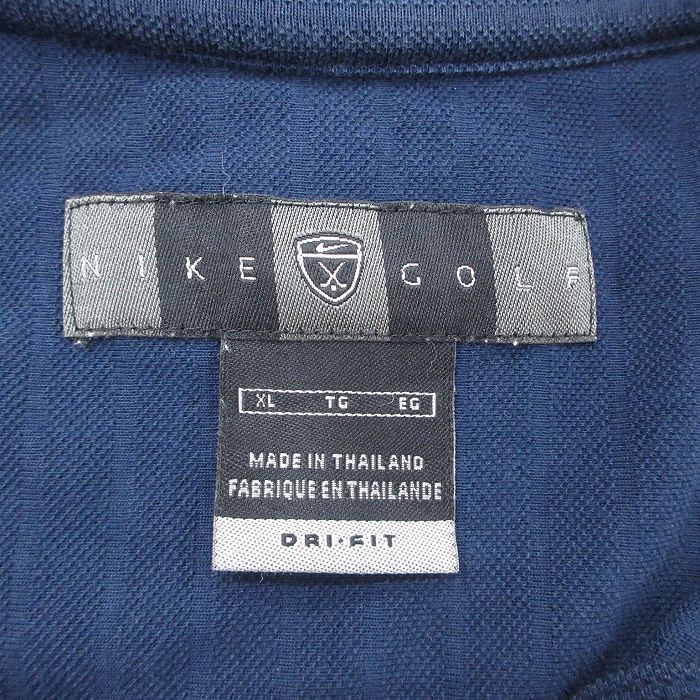 NIKE GOLF
XL TG EG
MADE IN THAILAND
FABRIQUE EN THAILANDE
DRI•FIT